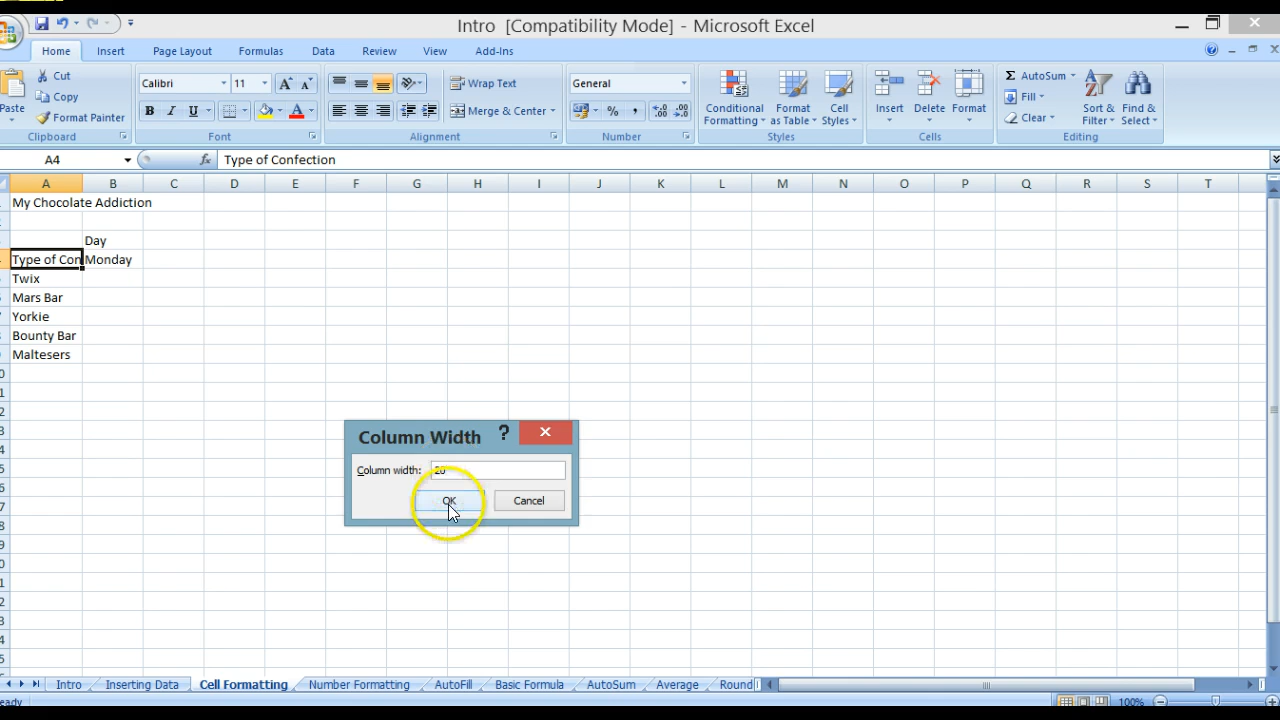 Intro [Compatibility Mode] - Microsoft Excel
Home Insert Page Layout Formulas Data Review View Add-Ins
Paste
Cut
Copy
Format Painter
Clipboard
Calibri 11
B I U
Font
Wrap Text
Merge & Center
Alignment
General
% ,
Number
Conditional Formatting
Format as Table
Cell Styles
Styles
Insert
Delete
Format
Cells
Σ AutoSum
Fill
Clear
Sort & Filter
Find & Select
Editing
A4 fx Type of Confection
A B C D E F G H I J K L M N O P Q R S T
My Chocolate Addiction
Day
Type of Con Monday
Twix
Mars Bar
Yorkie
Bounty Bar
Maltesers
Column Width ?
Column width: 20
OK Cancel
Intro Inserting Data Cell Formatting Number Formatting AutoFill Basic Formula AutoSum Average Round
100%